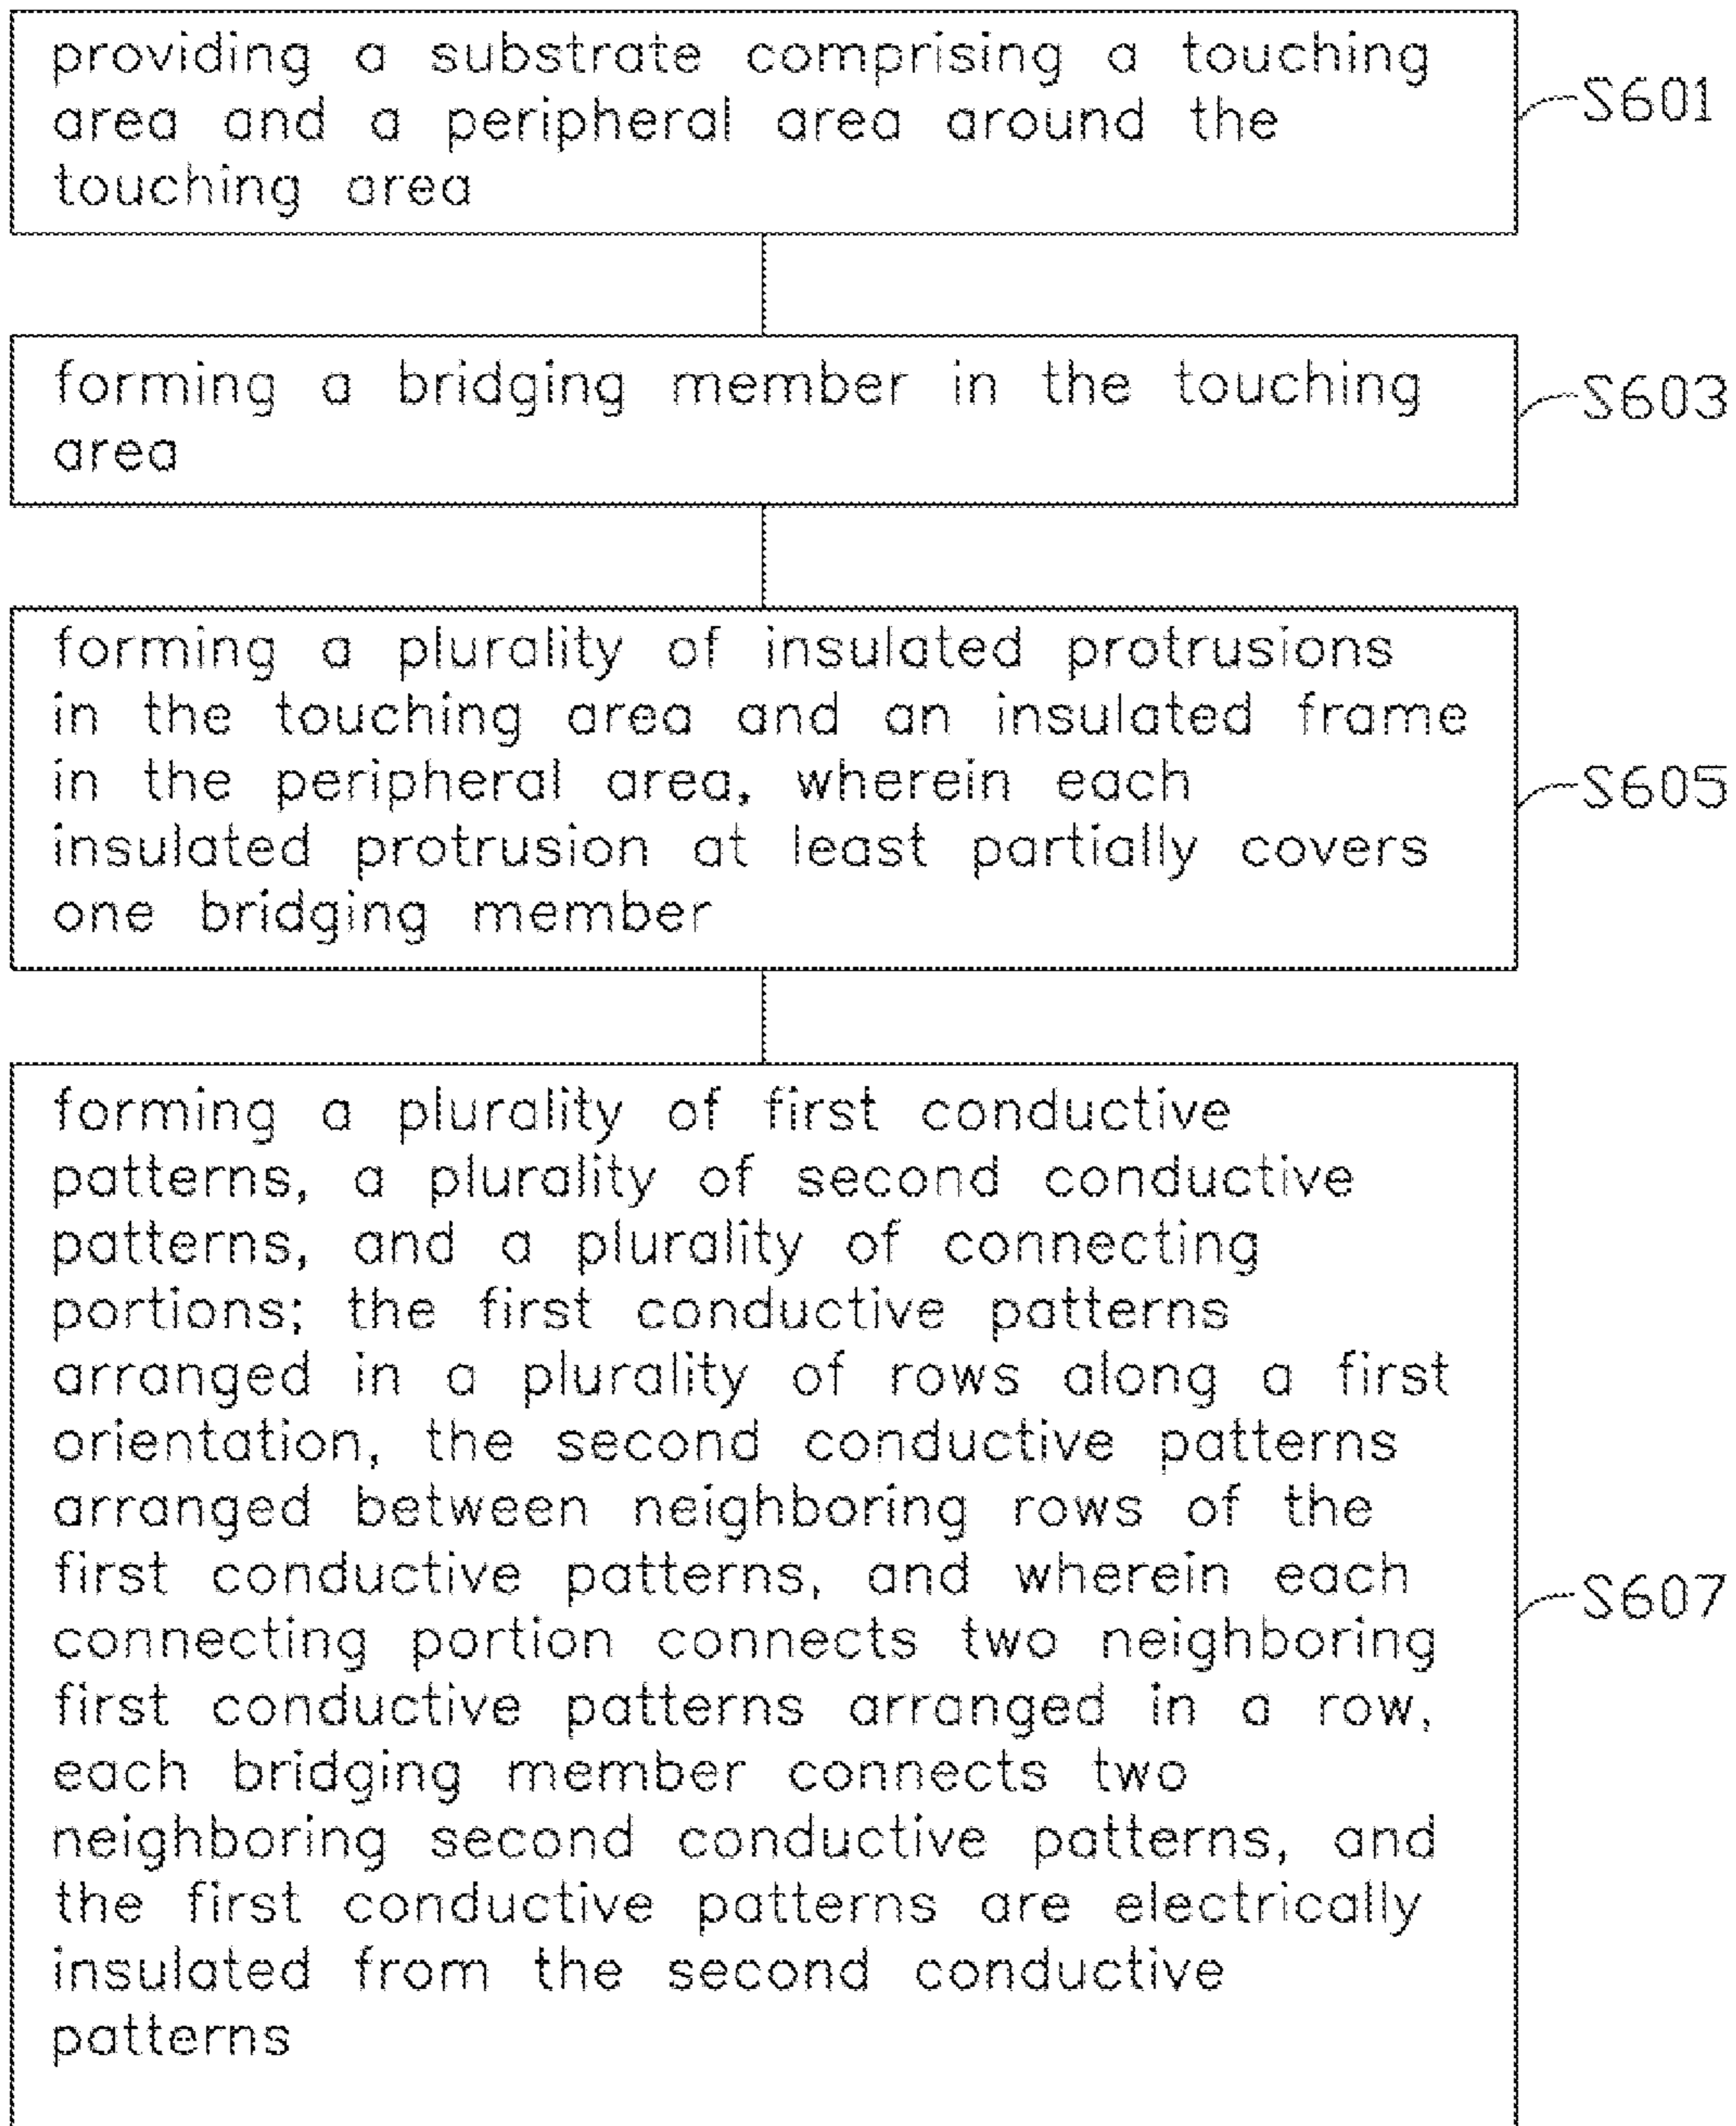 providing a substrate comprising a touching
area and a peripheral area around the
touching area
S601
forming a bridging member in the touching
area
S603
forming a plurality of insulated protrusions
in the touching area and an insulated frame
in the peripheral area, wherein each
insulated protrusion at least partially covers
one bridging member
S605
forming a plurality of first conductive
patterns, a plurality of second conductive
patterns, and a plurality of connecting
portions; the first conductive patterns
arranged in a plurality of rows along a first
orientation, the second conductive patterns
arranged between neighboring rows of the
first conductive patterns, and wherein each
connecting portion connects two neighboring
first conductive patterns arranged in a row,
each bridging member connects two
neighboring second conductive patterns, and
the first conductive patterns are electrically
insulated from the second conductive
patterns
S607